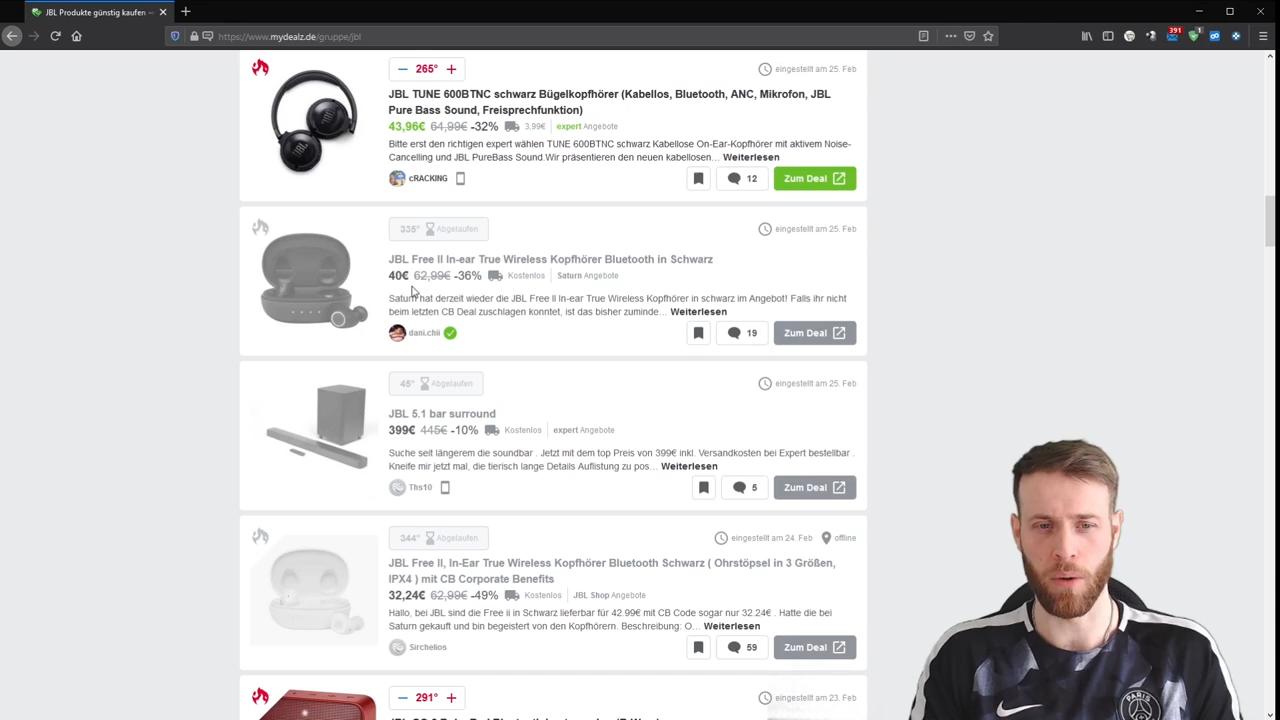 JBL Produkte günstig kaufen –
https://www.mydealz.de/gruppe/jbl
391
1
265°
eingestellt am 25. Feb
JBL TUNE 600BTNC schwarz Bügelkopfhörer (Kabellos, Bluetooth, ANC, Mikrofon, JBL
Pure Bass Sound, Freisprechfunktion)
43,96€ 64,99€ -32% 3,99€ expert Angebote
Bitte erst den richtigen expert wählen TUNE 600BTNC schwarz Kabellose On-Ear-Kopfhörer mit aktivem Noise-
Cancelling und JBL PureBass Sound.Wir präsentieren den neuen kabellosen... Weiterlesen
cRACKING
12
Zum Deal
335° Abgelaufen
eingestellt am 25. Feb
JBL Free II In-ear True Wireless Kopfhörer Bluetooth in Schwarz
40€ 62,99€ -36% Kostenlos Saturn Angebote
Saturn hat derzeit wieder die JBL Free II In-ear True Wireless Kopfhörer in schwarz im Angebot! Falls ihr nicht
beim letzten CB Deal zuschlagen konntet, ist das bisher zuminde... Weiterlesen
dani.chii
19
Zum Deal
45° Abgelaufen
eingestellt am 25. Feb
JBL 5.1 bar surround
399€ 445€ -10% Kostenlos expert Angebote
Suche seit längerem die soundbar . Jetzt mit dem top Preis von 399€ inkl. Versandkosten bei Expert bestellbar .
Kneife mir jetzt mal, die tierisch lange Details Auflistung zu pos... Weiterlesen
Ths10
5
Zum Deal
344° Abgelaufen
eingestellt am 24. Feb offline
JBL Free II, In-Ear True Wireless Kopfhörer Bluetooth Schwarz ( Ohrstöpsel in 3 Größen,
IPX4 ) mit CB Corporate Benefits
32,24€ 62,99€ -49% Kostenlos JBL Shop Angebote
Hallo, bei JBL sind die Free ii in Schwarz lieferbar für 42.99€ mit CB Code sogar nur 32.24€ . Hatte die bei
Saturn gekauft und bin begeistert von den Kopfhörern. Beschreibung: O... Weiterlesen
Sirchelios
59
Zum Deal
291°
eingestellt am 23. Feb